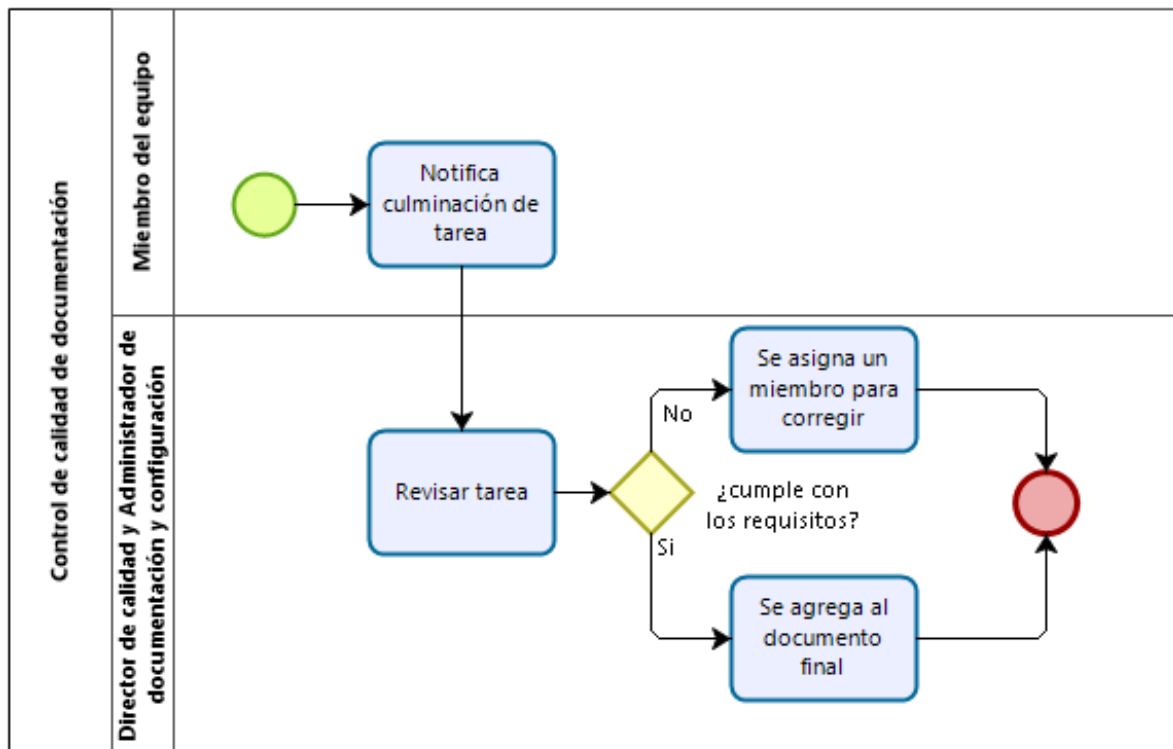 Control de calidad de documentación
Miembro del equipo
Notifica
culminación de
tarea
Director de calidad y Administrador de
documentación y configuración
Revisar tarea
No
¿cumple con
los requisitos?
Si
Se asigna un
miembro para
corregir
Se agrega al
documento
final